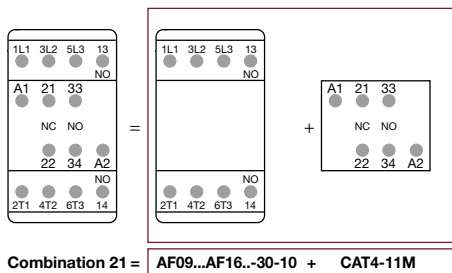 1L1 3L2 5L3 13
NO
A1 21 33
NC NO
22 34 A2
NO
2T1 4T2 6T3 14
=
1L1 3L2 5L3 13
NO
NO
2T1 4T2 6T3 14
+
A1 21 33
NC NO
22 34 A2
Combination 21 = AF09...AF16..-30-10 + CAT4-11M